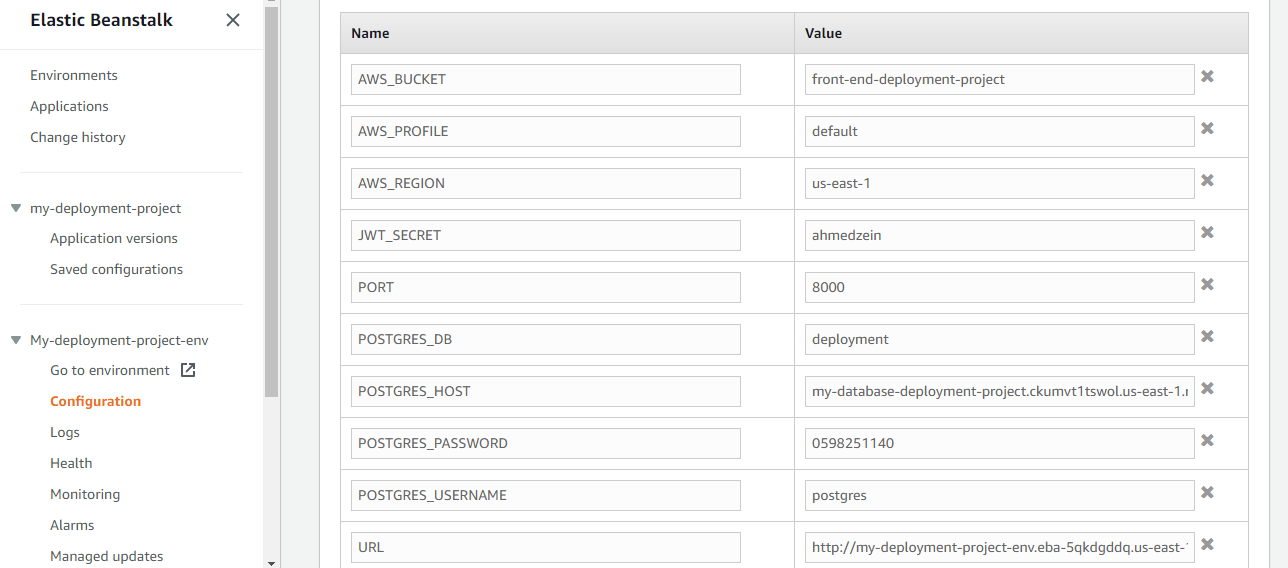 Elastic Beanstalk
Environments
Applications
Change history
my-deployment-project
Application versions
Saved configurations
My-deployment-project-env
Go to environment
Configuration
Logs
Health
Monitoring
Alarms
Managed updates
Name Value
AWS_BUCKET front-end-deployment-project
AWS_PROFILE default
AWS_REGION us-east-1
JWT_SECRET ahmedzein
PORT 8000
POSTGRES_DB deployment
POSTGRES_HOST my-database-deployment-project.ckumvt1tswol.us-east-1.r
POSTGRES_PASSWORD 0598251140
POSTGRES_USERNAME postgres
URL http://my-deployment-project-env.eba-5qkdgddq.us-east-